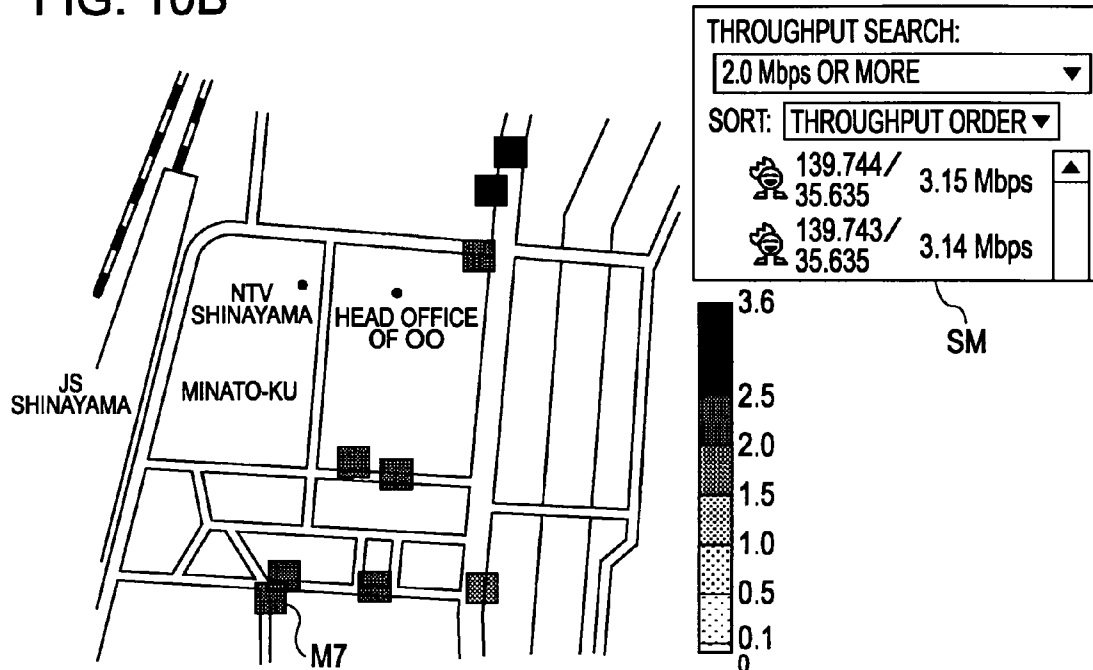 FIG. 10B
THROUGHPUT SEARCH:
2.0 Mbps OR MORE ▼
SORT: THROUGHPUT ORDER ▼
139.744/
35.635
3.15 Mbps
139.743/
35.635
3.14 Mbps
SM
NTV
SHINAYAMA
HEAD OFFICE
OF OO
JS
SHINAYAMA
MINATO-KU
M7
3.6
2.5
2.0
1.5
1.0
0.5
0.1
0